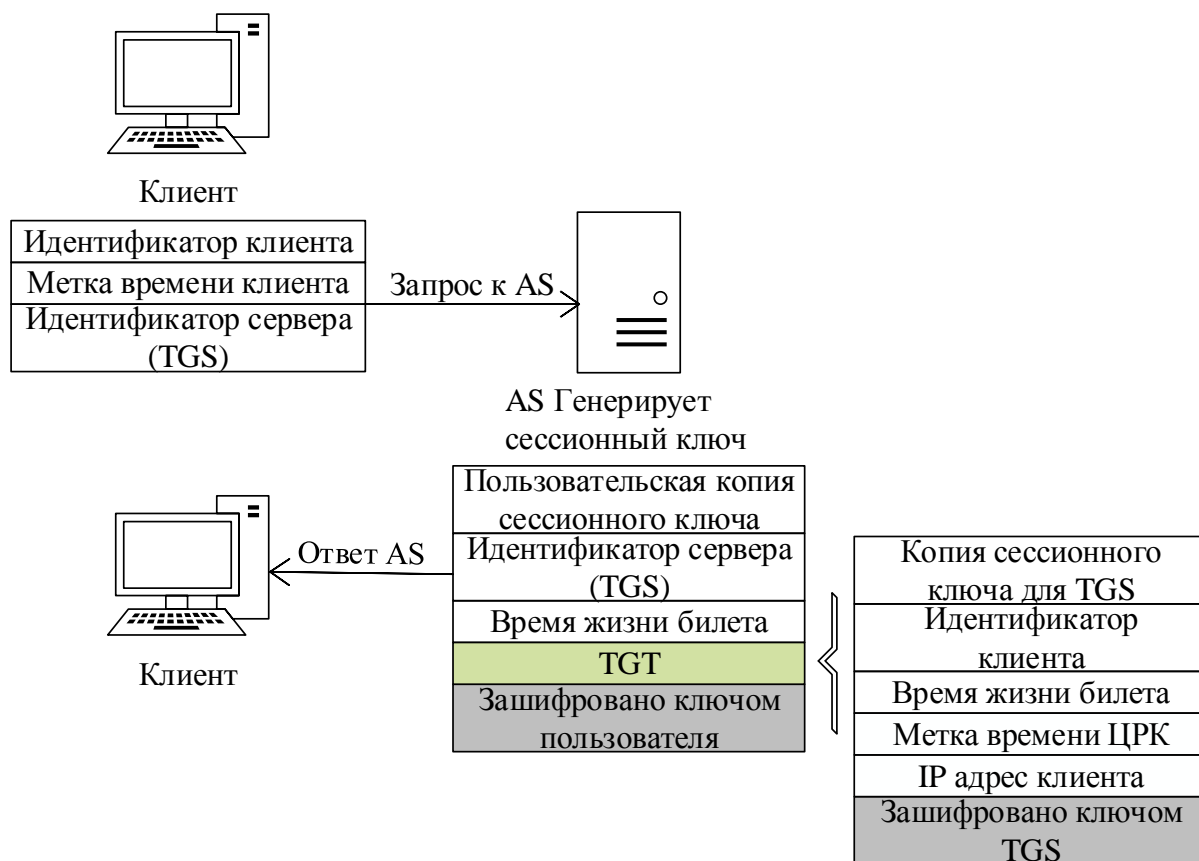 Клиент
Идентификатор клиента
Метка времени клиента
Идентификатор сервера
(TGS)
Запрос к AS
AS Генерирует
сессионный ключ
Пользовательская копия
сессионного ключа
Идентификатор сервера
(TGS)
Время жизни билета
TGT
Зашифровано ключом
пользователя
Ответ AS
Клиент
Копия сессионного
ключа для TGS
Идентификатор
клиента
Время жизни билета
Метка времени ЦРК
IP адрес клиента
Зашифровано ключом
TGS